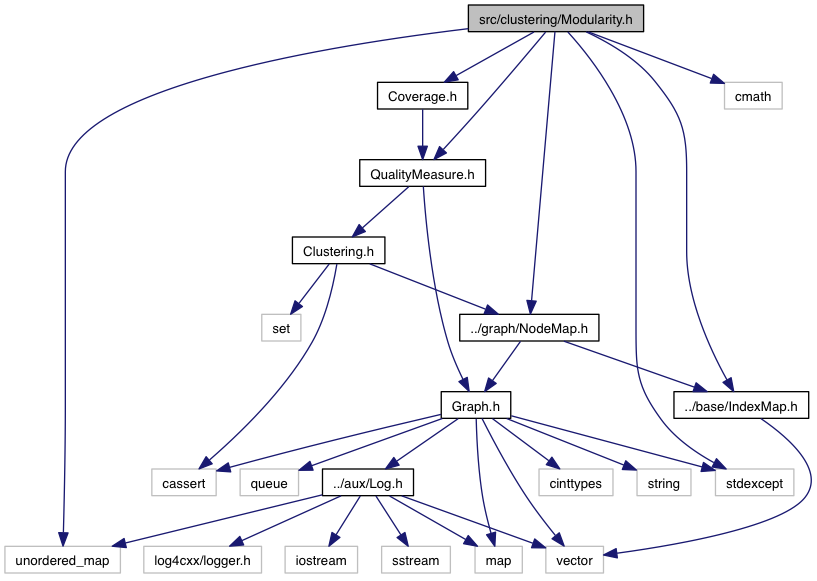 src/clustering/Modularity.h
Coverage.h
cmath
QualityMeasure.h
Clustering.h
set
../graph/NodeMap.h
Graph.h
../base/IndexMap.h
cassert
queue
../aux/Log.h
cinttypes
string
stdexcept
unordered_map
log4cxx/logger.h
iostream
sstream
map
vector